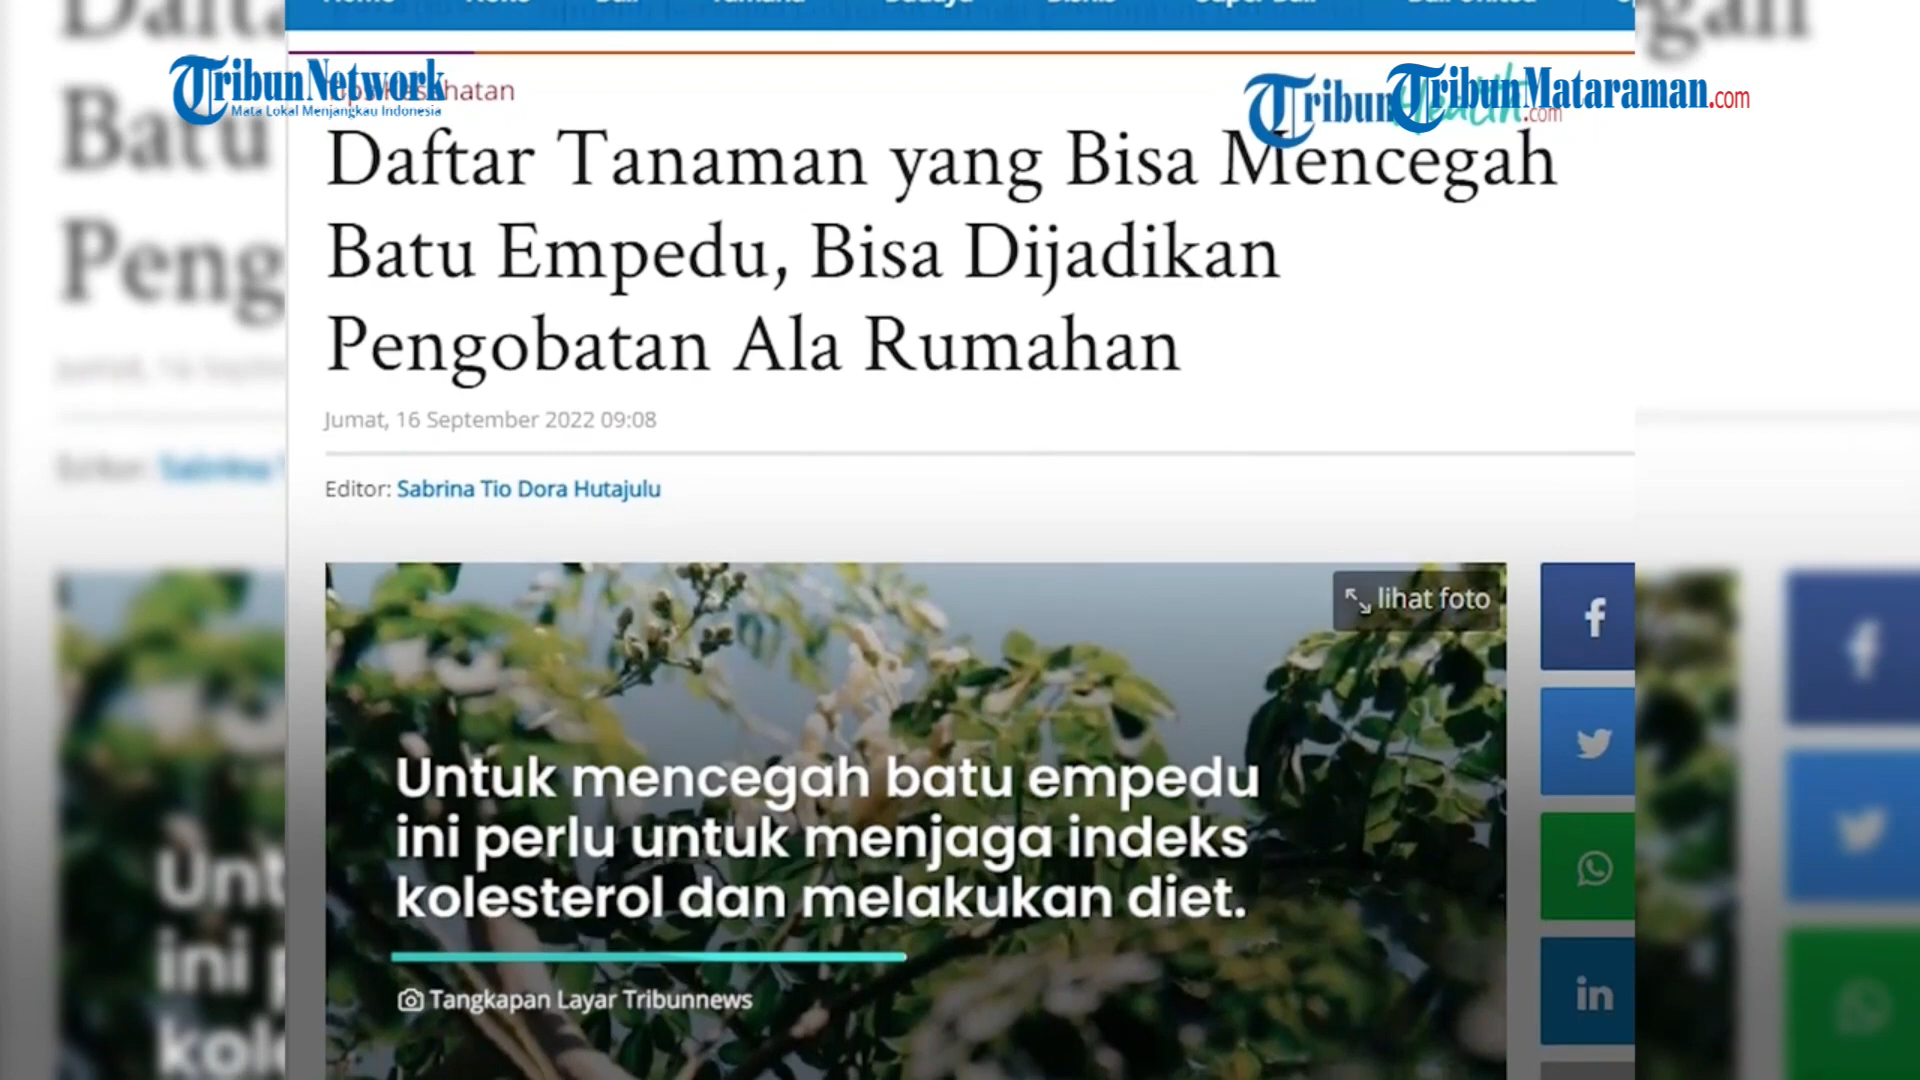 TribunNetwork
Mata Lokal Menjangkau Indonesia
TribunHealth.com
TribunMataraman.com
Daftar Tanaman yang Bisa Mencegah
Batu Empedu, Bisa Dijadikan
Pengobatan Ala Rumahan
Jumat, 16 September 2022 09:08
Editor: Sabrina Tio Dora Hutajulu
lihat foto
Untuk mencegah batu empedu
ini perlu untuk menjaga indeks
kolesterol dan melakukan diet.
Tangkapan Layar Tribunnews